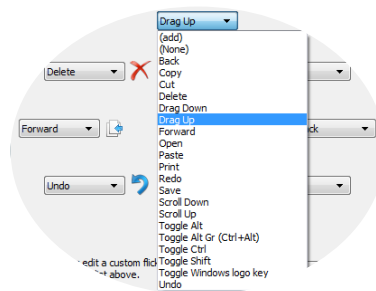 Drag Up
(add)
(None)
Back
Copy
Cut
Delete
Drag Down
Drag Up
Forward
Open
Paste
Print
Redo
Save
Scroll Down
Scroll Up
Toggle Alt
Toggle Alt Gr (Ctrl+Alt)
Toggle Ctrl
Toggle Shift
Toggle Windows logo key
Undo
Delete
Forward
Undo
edit a custom flick
above.